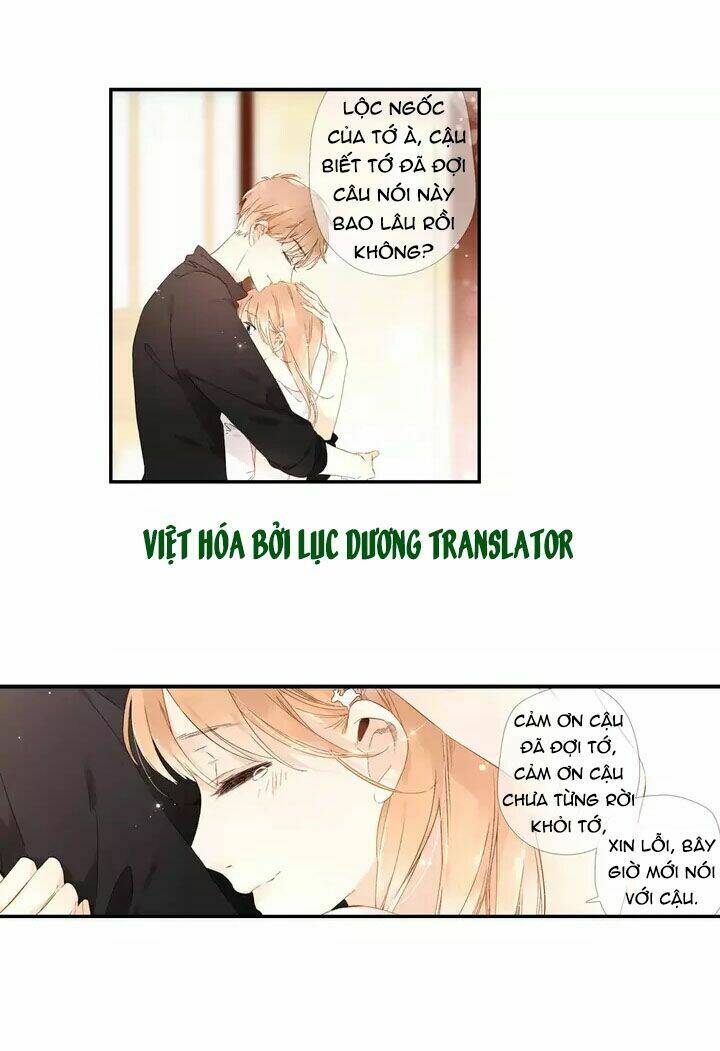 LỘC NGỐC
CỦA TỚ À, CẬU
BIẾT TỚ ĐÃ ĐỢI
CÂU NÓI NÀY
BAO LÂU RỒI
KHÔNG?
VIỆT HÓA BỞI LỤC DƯƠNG TRANSLATOR
CẢM ƠN CẬU
ĐÃ ĐỢI TỚ,
CẢM ƠN CẬU
CHƯA TỪNG RỜI
KHỎI TỚ,
XIN LỖI, BÂY
GIỜ MỚI NÓI
VỚI CẬU.